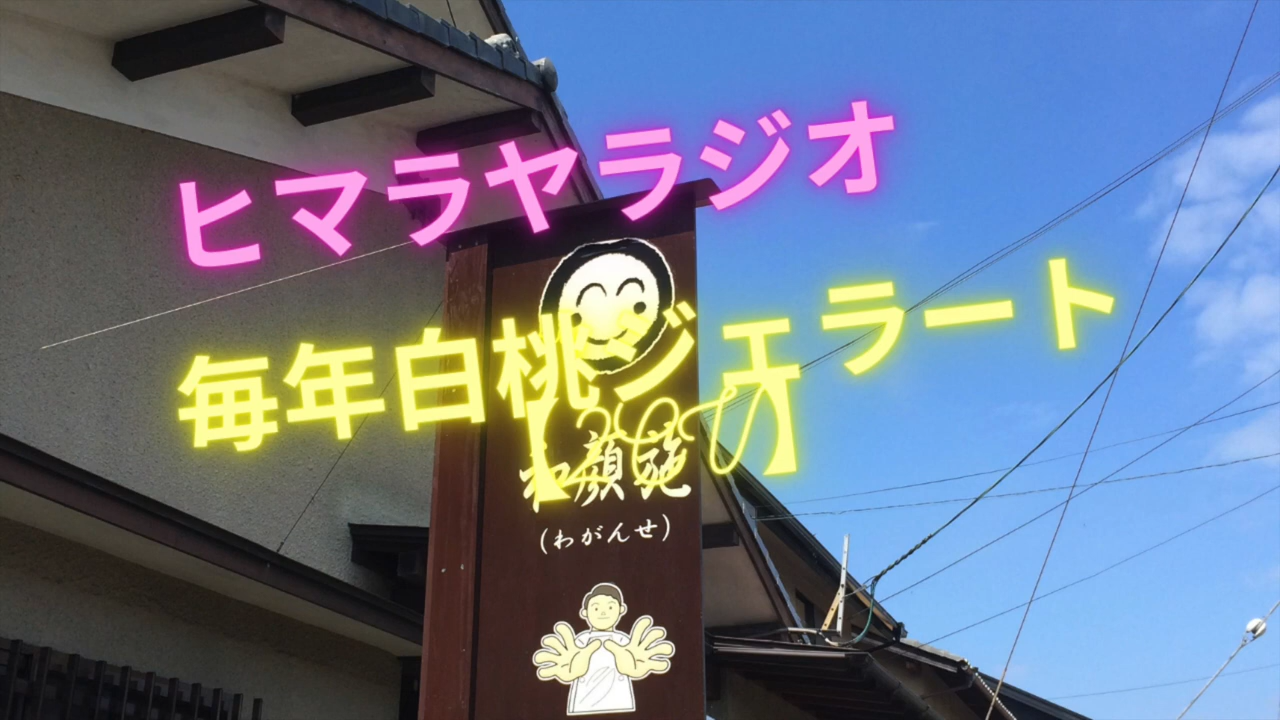 ヒマラヤラジオ
毎年白桃ジェラート
和顔施
(わがんせ)